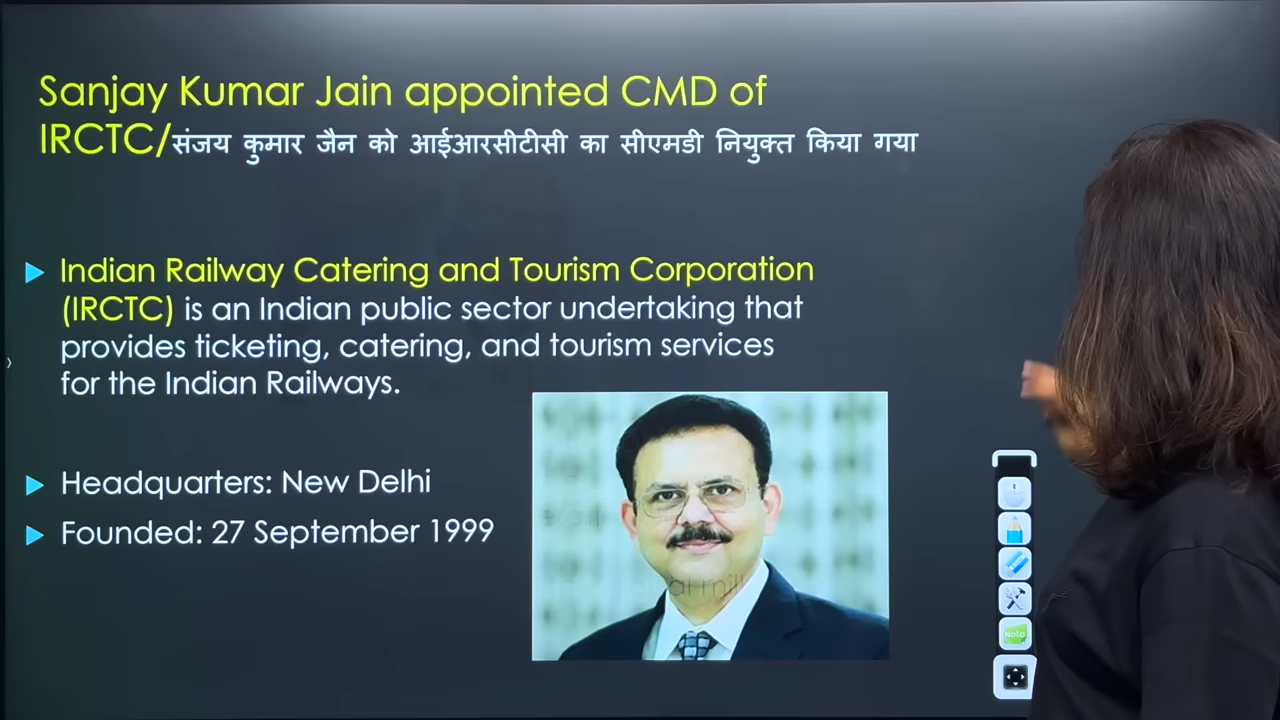 Sanjay Kumar Jain appointed CMD of
IRCTC/संजय कुमार जैन को आईआरसीटीसी का सीएमडी नियुक्त किया गया
Indian Railway Catering and Tourism Corporation
(IRCTC) is an Indian public sector undertaking that
provides ticketing, catering, and tourism services
for the Indian Railways.
Headquarters: New Delhi
Founded: 27 September 1999
Note